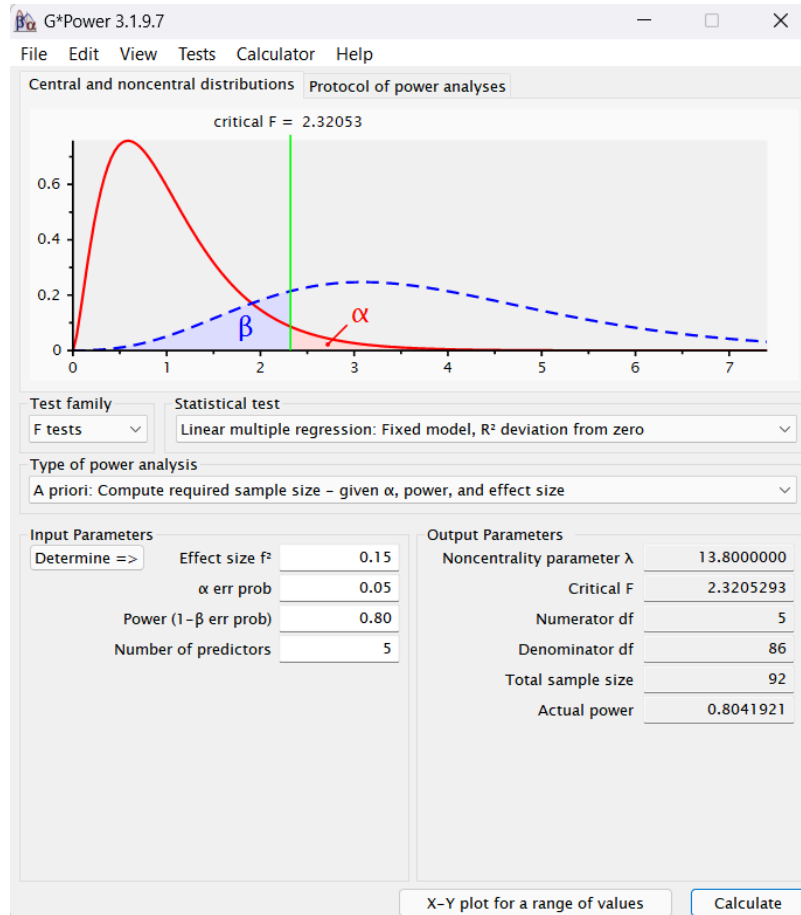 G*Power 3.1.9.7
File Edit View Tests Calculator Help
Central and noncentral distributions Protocol of power analyses
critical F = 2.32053
0.6
0.4
0.2
0
β
α
0 1 2 3 4 5 6 7
Test family Statistical test
F tests Linear multiple regression: Fixed model, R² deviation from zero
Type of power analysis
A priori: Compute required sample size – given α, power, and effect size
Input Parameters Output Parameters
Determine => Effect size f² 0.15 Noncentrality parameter λ 13.8000000
α err prob 0.05 Critical F 2.3205293
Power (1-β err prob) 0.80 Numerator df 5
Number of predictors 5 Denominator df 86
Total sample size 92
Actual power 0.8041921
X-Y plot for a range of values Calculate